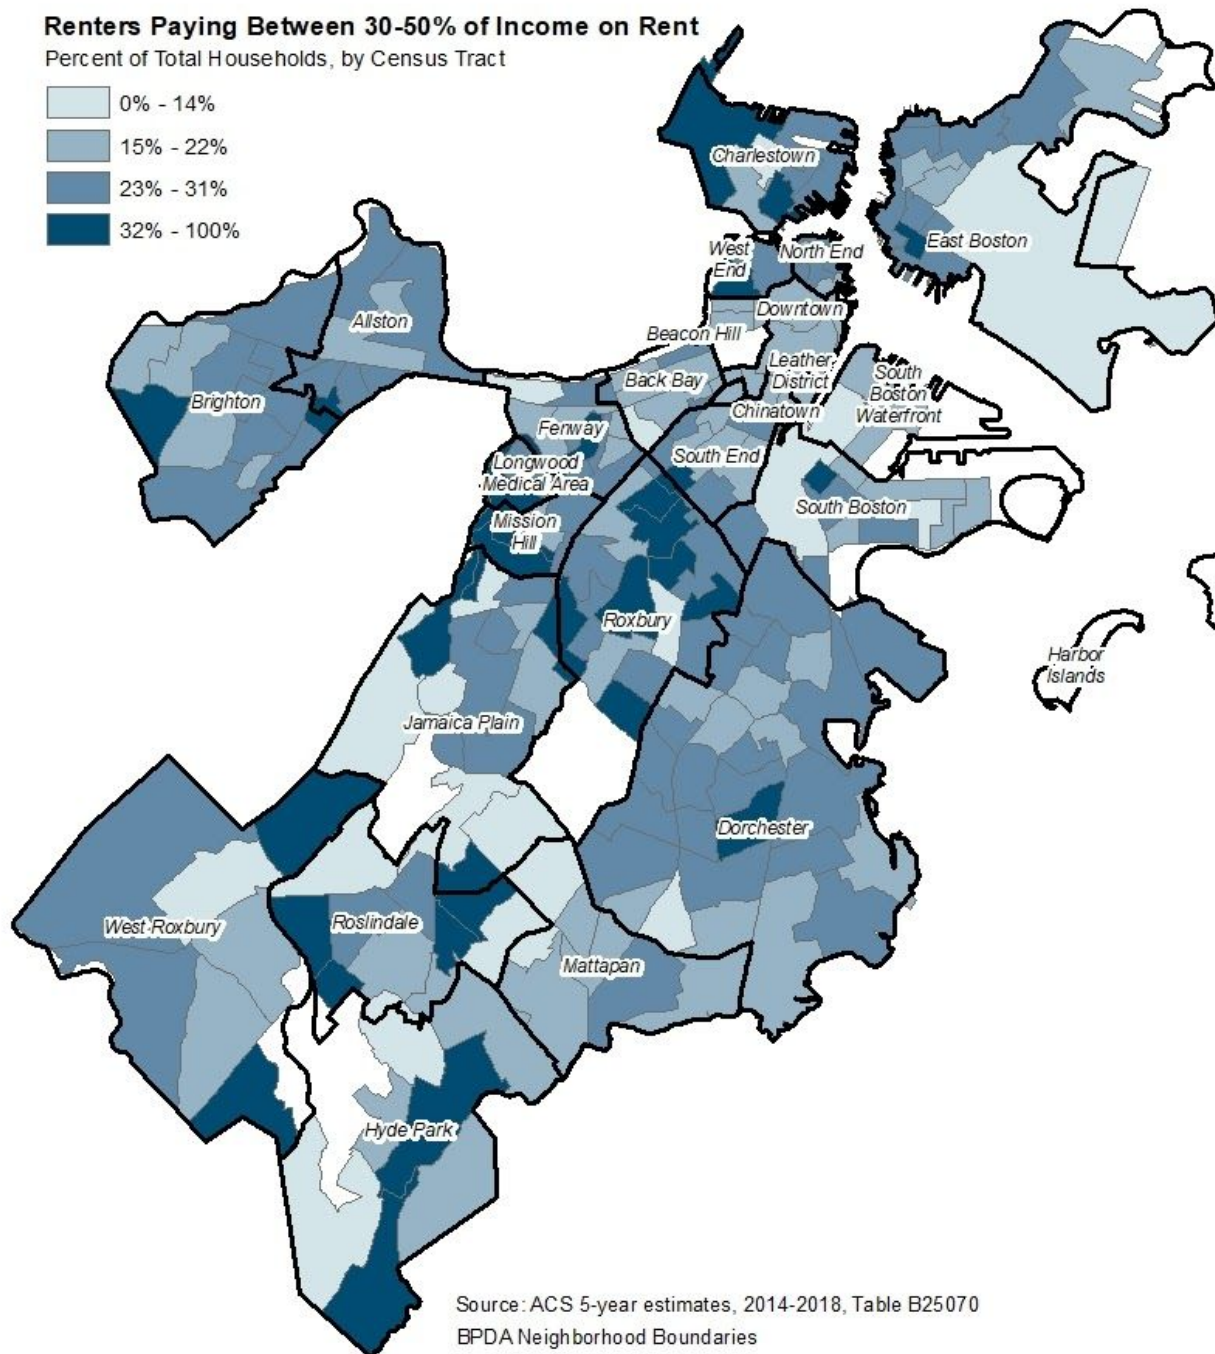 Renters Paying Between 30-50% of Income on Rent
Percent of Total Households, by Census Tract
0% - 14%
15% - 22%
23% - 31%
32% - 100%
Charlestown
West
End
North End
East Boston
Downtown
Allston
Beacon Hill
Leather
District
Back Bay
South
Boston
Waterfront
Brighton
Chinatown
Fenway
South End
Longwood
Medical Area
South Boston
Mission
Hill
Roxbury
Harbor
Islands
Jamaica Plain
Dorchester
West Roxbury
Roslindale
Mattapan
Hyde Park
Source: ACS 5-year estimates, 2014-2018, Table B25070
BPDA Neighborhood Boundaries